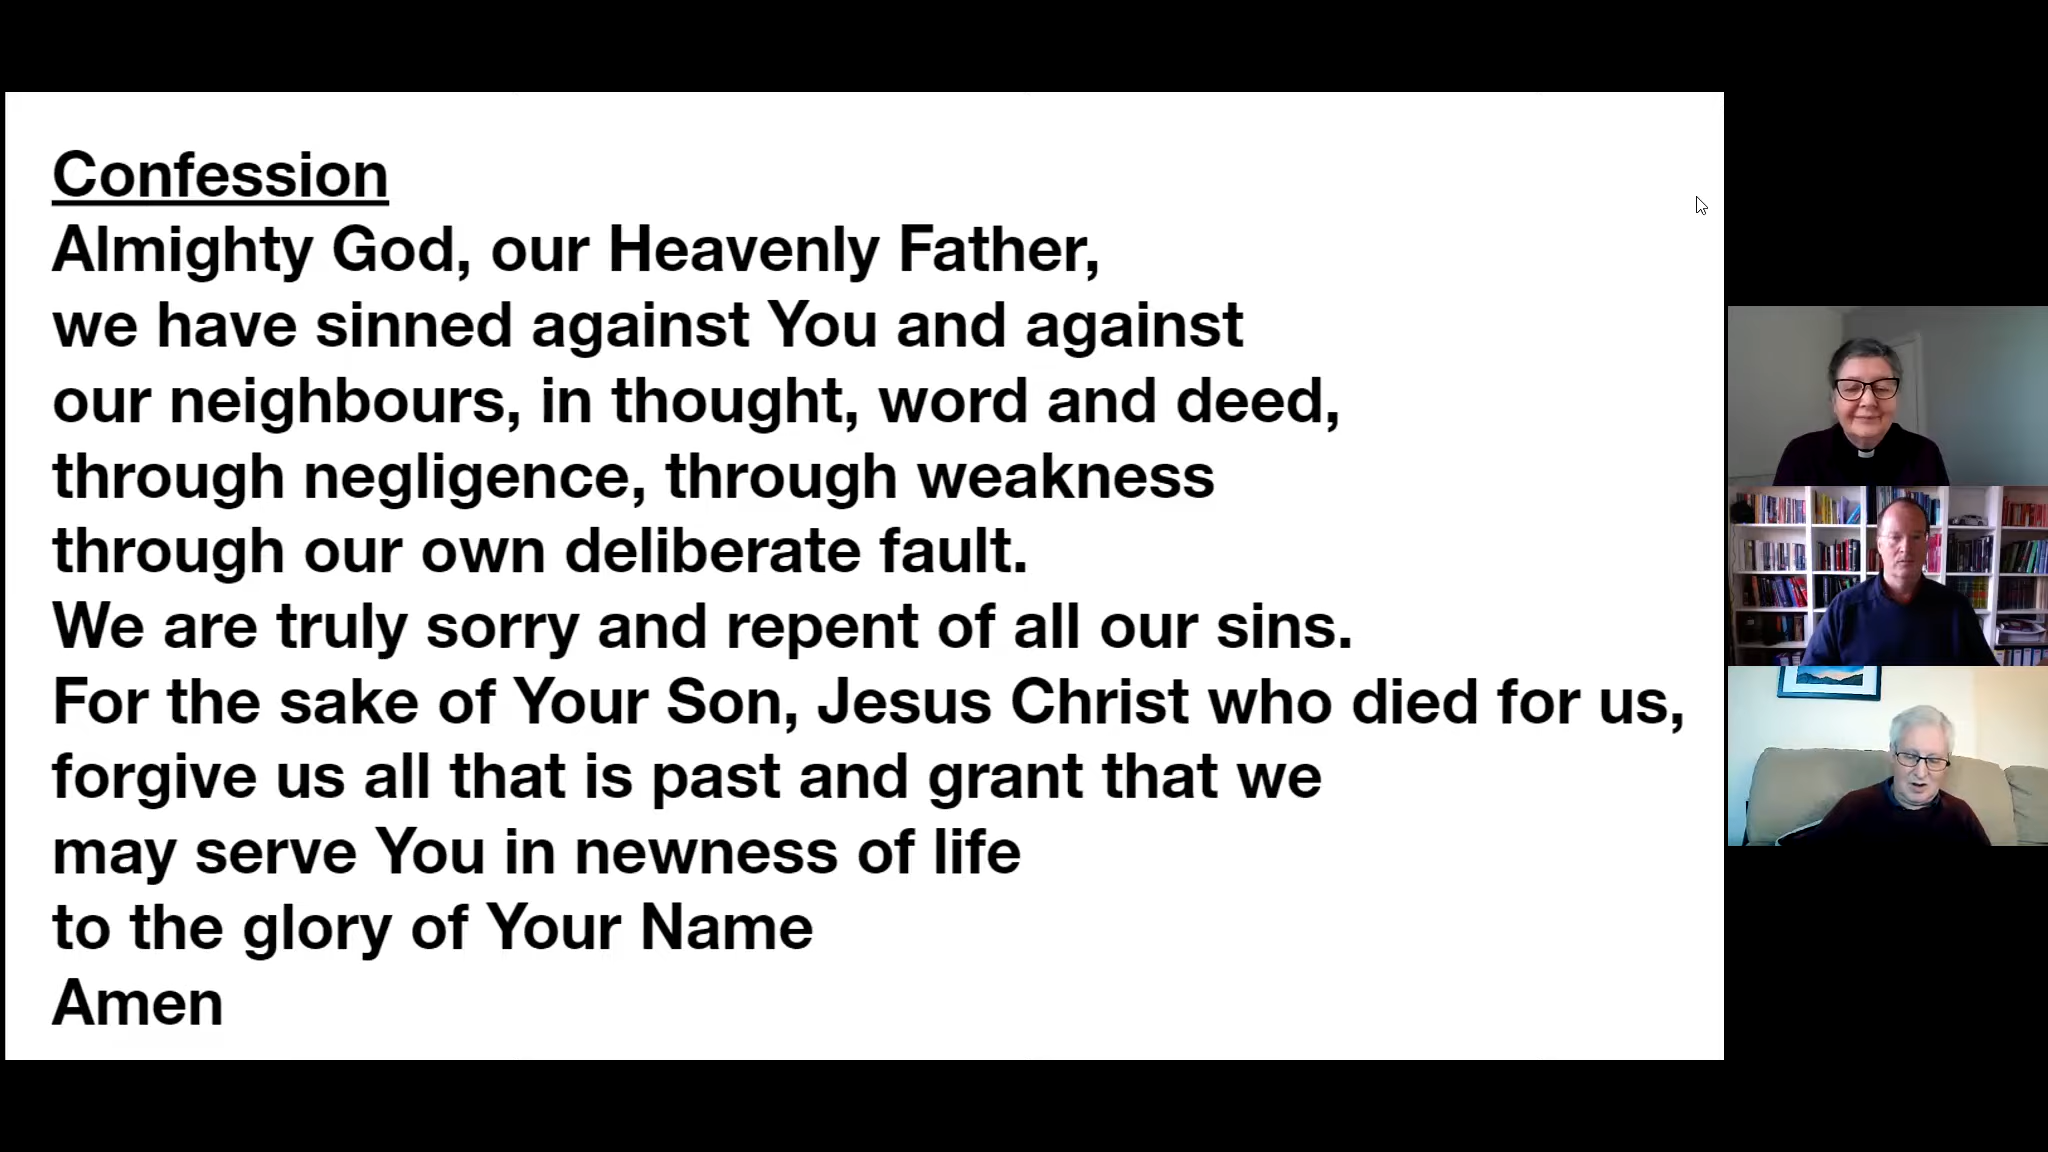 Confession
Almighty God, our Heavenly Father,
we have sinned against You and against
our neighbours, in thought, word and deed,
through negligence, through weakness
through our own deliberate fault.
We are truly sorry and repent of all our sins.
For the sake of Your Son, Jesus Christ who died for us,
forgive us all that is past and grant that we
may serve You in newness of life
to the glory of Your Name
Amen